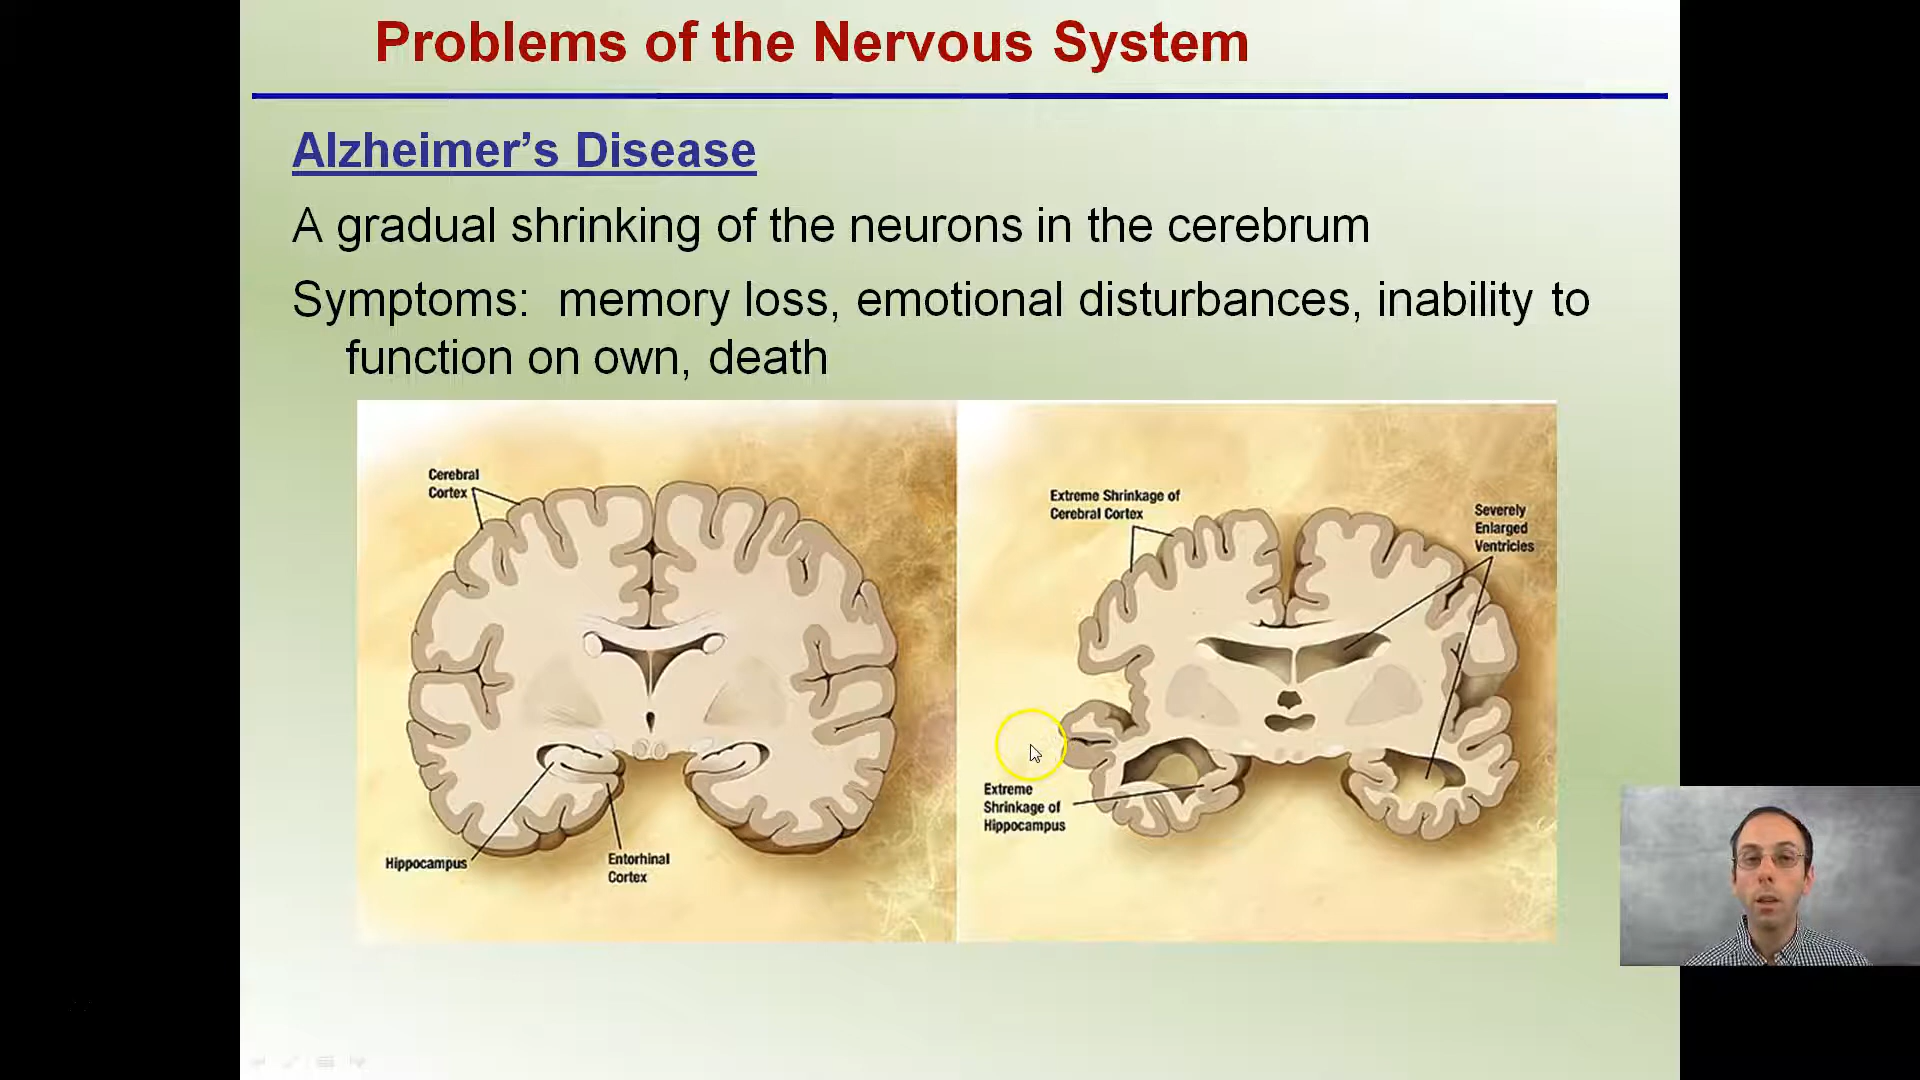 Problems of the Nervous System
Alzheimer’s Disease
A gradual shrinking of the neurons in the cerebrum
Symptoms:  memory loss, emotional disturbances, inability to
function on own, death
Cerebral
Cortex
Hippocampus
Entorhinal
Cortex
Extreme Shrinkage of
Cerebral Cortex
Severely
Enlarged
Ventricles
Extreme
Shrinkage of
Hippocampus